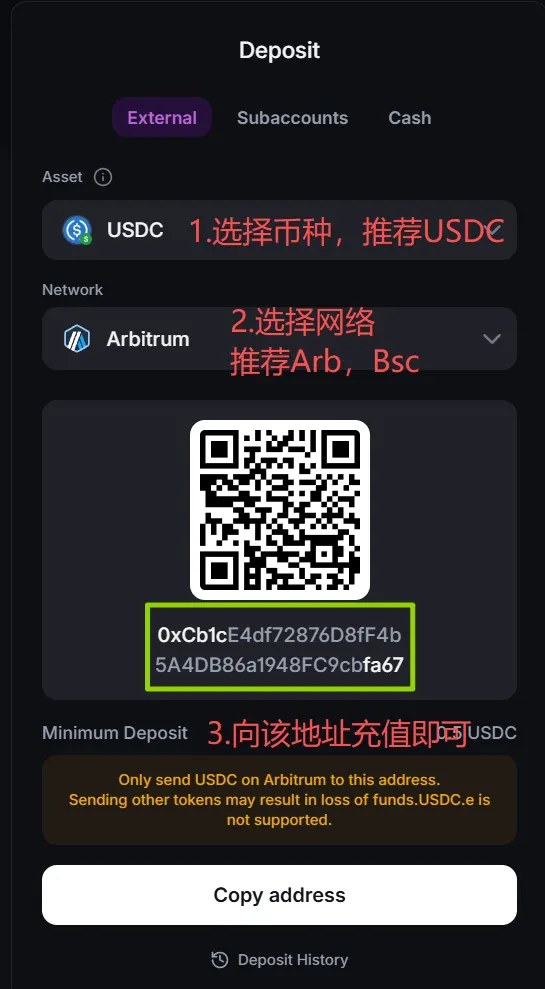 Deposit
External Subaccounts Cash
Asset
USDC 1.选择币种，推荐USDC
Network
Arbitrum 2.选择网络
推荐Arb，Bsc
0xCb1cE4df72876D8fF4b
5A4DB86a1948FC9cbfa67
Minimum Deposit 3.向该地址充值即可 USDC
Only send USDC on Arbitrum to this address.
Sending other tokens may result in loss of funds.USDC.e is
not supported.
Copy address
Deposit History